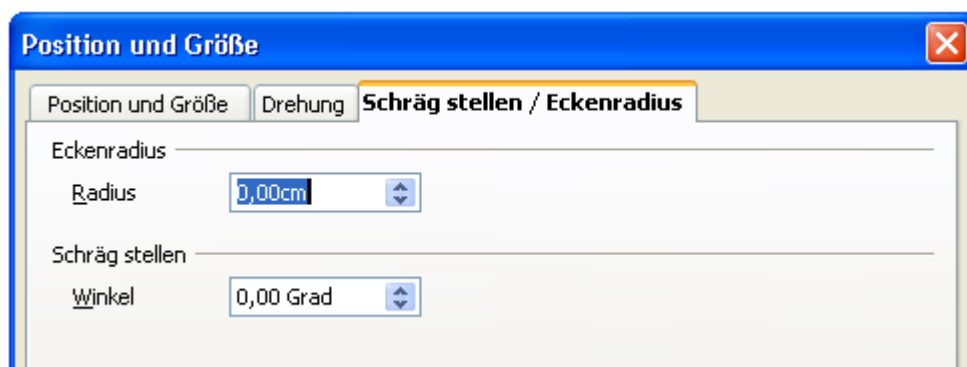 Position und Größe
Position und Größe Drehung Schräg stellen / Eckenradius
Eckenradius
Radius 0,00cm
Schräg stellen
Winkel 0,00 Grad